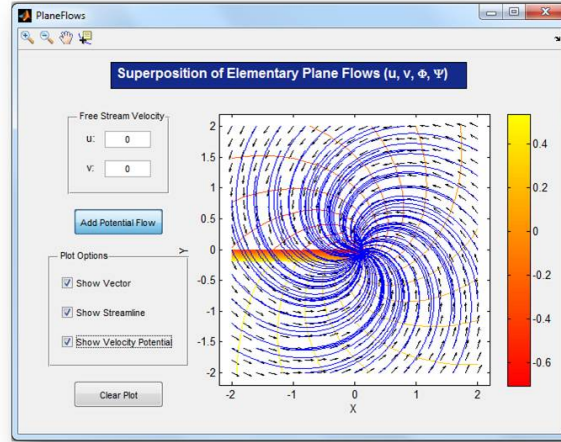 PlaneFlows
Superposition of Elementary Plane Flows (u, v, Φ, Ψ)
Free Stream Velocity
u: 0
v: 0
Add Potential Flow
Plot Options
Show Vector
Show Streamline
Show Velocity Potential
Clear Plot
Y
2
1.5
1
0.5
0
-0.5
-1
-1.5
-2
-2 -1 0 1 2
X
0.4
0.2
0
-0.2
-0.4
-0.6